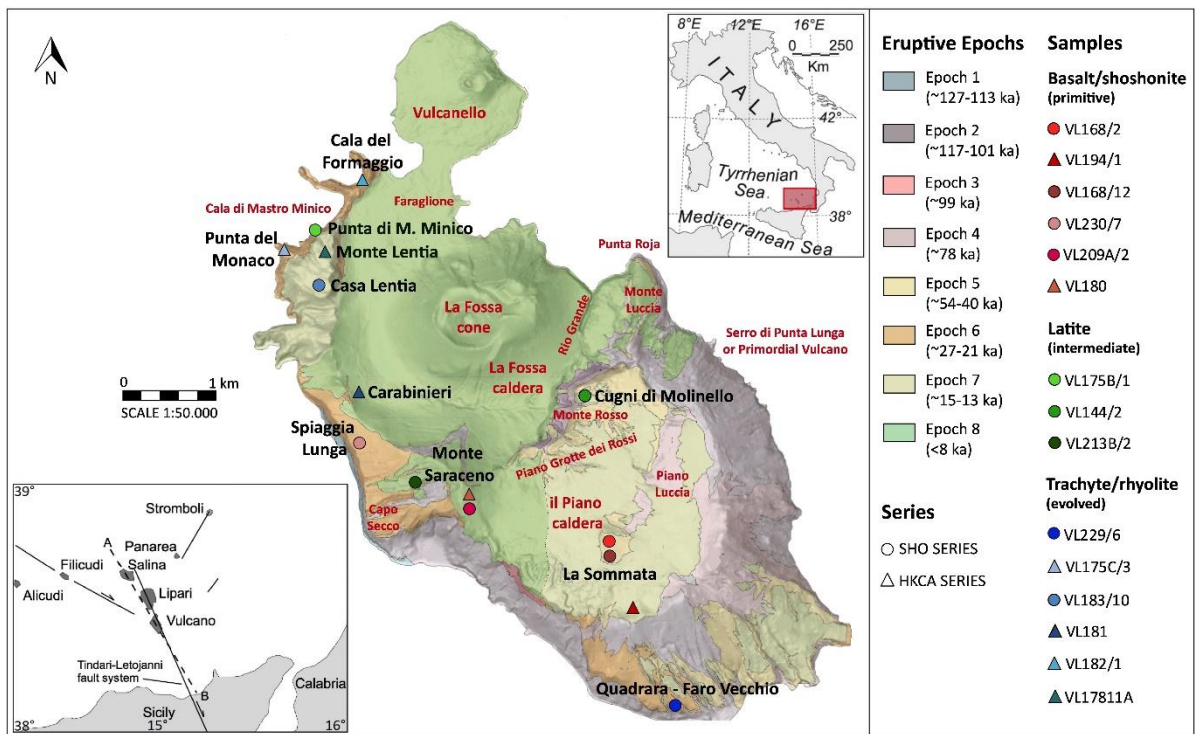 N
Vulcanello
Cala del
Formaggio
Cala di Mastro Minico
Faraglione
Punta di M. Minico
Punta del
Monaco
Monte Lentia
Casa Lentia
La Fossa
cone
Punta Roja
Monte
Luccia
Rio Grande
Serro di Punta Lunga
or Primordial Vulcano
La Fossa
caldera
0 1 km
SCALE 1:50.000
Carabinieri
Cugni di Molinello
Monte Rosso
Spiaggia
Lunga
Monte
Saraceno
Piano Grotte dei Rossi
Piano
Luccia
il Piano
caldera
Capo
Secco
La Sommata
Quadrara - Faro Vecchio
8°E 12°E 16°E
0 250
Km
ITALY
42°
Tyrrhenian
Sea
38°
Mediterranean Sea
39°
Stromboli
A
Panarea
Salina
Filicudi
Alicudi
Lipari
Vulcano
Tindari-Letojanni
fault system
B
Calabria
Sicily
38°
15°
16°
Eruptive Epochs
Epoch 1
(~127-113 ka)
Epoch 2
(~117-101 ka)
Epoch 3
(~99 ka)
Epoch 4
(~78 ka)
Epoch 5
(~54-40 ka)
Epoch 6
(~27-21 ka)
Epoch 7
(~15-13 ka)
Epoch 8
(<8 ka)
Series
SHO SERIES
HKCA SERIES
Samples
Basalt/shoshonite
(primitive)
VL168/2
VL194/1
VL168/12
VL230/7
VL209A/2
VL180
Latite
(intermediate)
VL175B/1
VL144/2
VL213B/2
Trachyte/rhyolite
(evolved)
VL229/6
VL175C/3
VL183/10
VL181
VL182/1
VL17811A